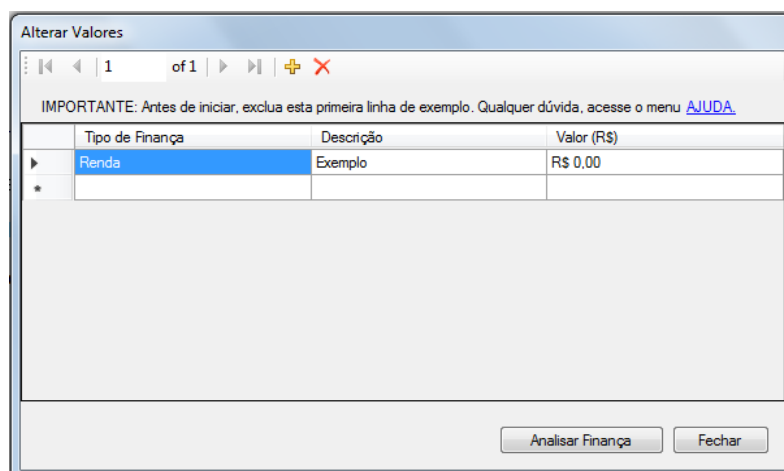 Alterar Valores
1 of 1
IMPORTANTE: Antes de iniciar, exclua esta primeira linha de exemplo. Qualquer dúvida, acesse o menu AJUDA.
Tipo de Finança Descrição Valor (R$)
Renda Exemplo R$ 0,00
Analisar Finança Fechar